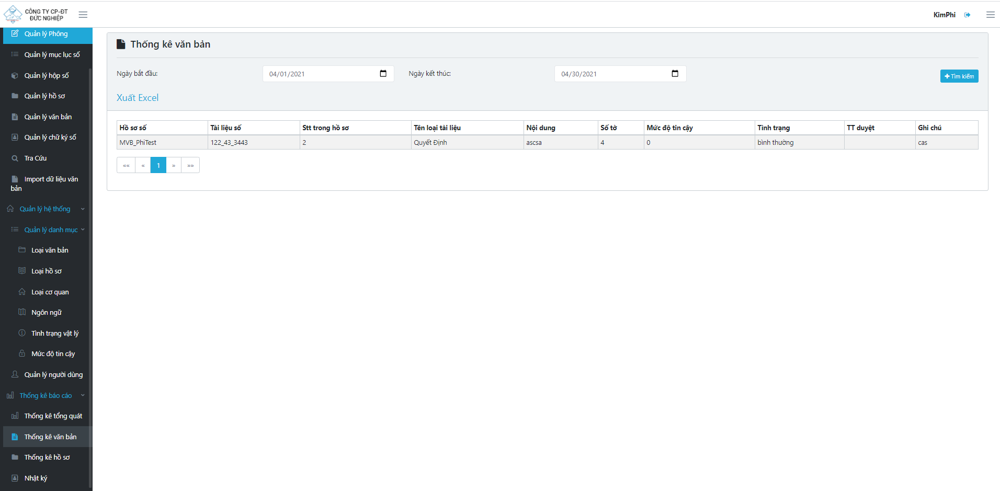 CÔNG TY CP-ĐT
ĐỨC NGHIỆP
KimPhi
Quản lý Phông
Quản lý mục lục số
Quản lý hộp số
Quản lý hồ sơ
Quản lý văn bản
Quản lý chữ ký số
Tra Cứu
Import dữ liệu văn
bản
Quản lý hệ thống
Quản lý danh mục
Loại văn bản
Loại hồ sơ
Loại cơ quan
Ngôn ngữ
Tình trạng vật lý
Mức độ tin cậy
Quản lý người dùng
Thống kê báo cáo
Thống kê tổng quát
Thống kê văn bản
Thống kê hồ sơ
Nhật ký
Thống kê văn bản
Ngày bắt đầu: 04/01/2021 Ngày kết thúc: 04/30/2021 Tìm kiếm
Xuất Excel
Hồ sơ số Tài liệu số Stt trong hồ sơ Tên loại tài liệu Nội dung Số tờ Mức độ tin cậy Tình trạng TT duyệt Ghi chú
MVB_PhiTest 122_43_3443 2 Quyết Định ascsa 4 0 bình thường cas
«« « 1 » »»